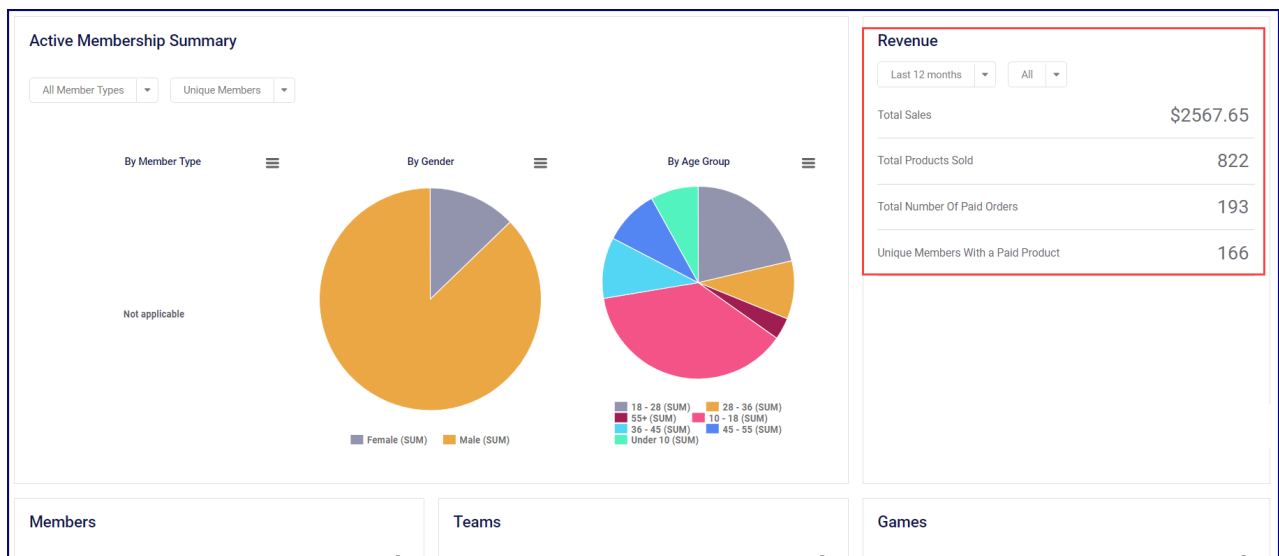 Active Membership Summary
All Member Types
Unique Members
By Member Type
By Gender
By Age Group
Not applicable
Female (SUM)
Male (SUM)
18 - 28 (SUM)
28 - 36 (SUM)
55+ (SUM)
10 - 18 (SUM)
36 - 45 (SUM)
45 - 55 (SUM)
Under 10 (SUM)
Revenue
Last 12 months
All
Total Sales
$2567.65
Total Products Sold
822
Total Number Of Paid Orders
193
Unique Members With a Paid Product
166
Members
Teams
Games